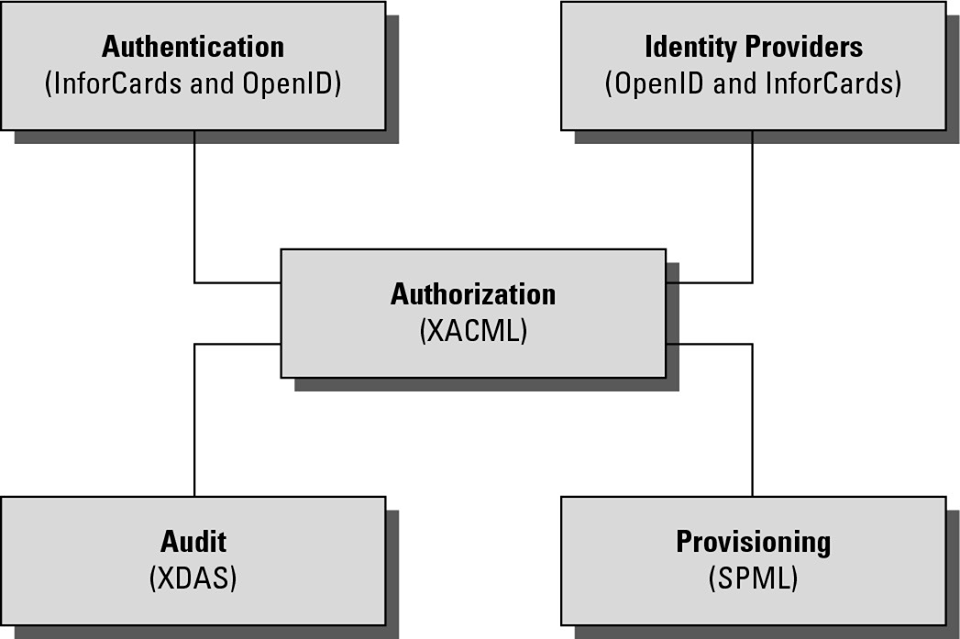 Authentication
(InforCards and OpenID)
Identity Providers
(OpenID and InforCards)
Authorization
(XACML)
Audit
(XDAS)
Provisioning
(SPML)